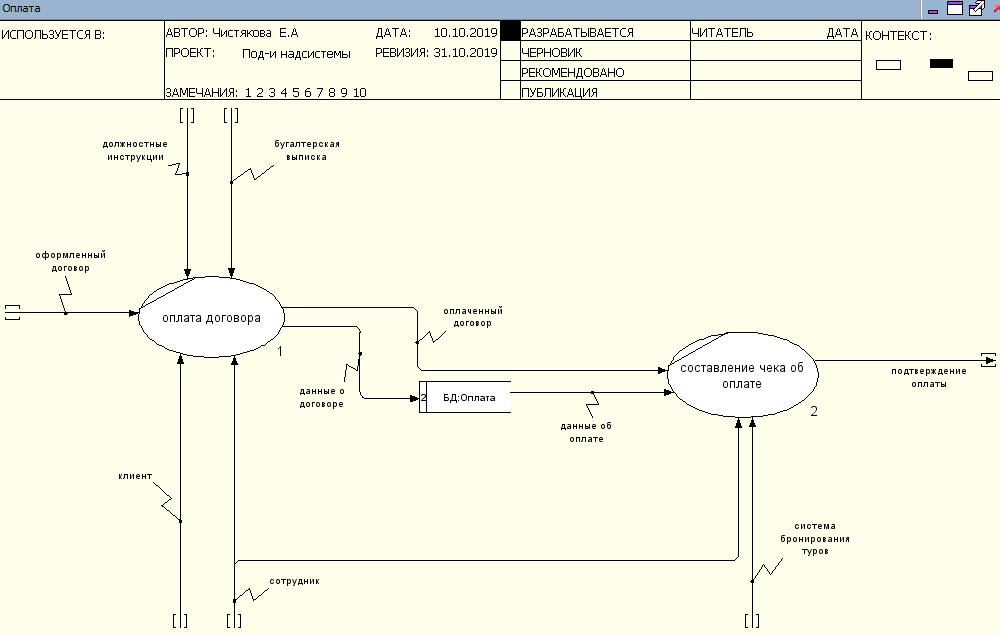 Оплата
ИСПОЛЬЗУЕТСЯ В:
АВТОР: Чистякова Е.А
ДАТА: 10.10.2019
ПРОЕКТ: Под-и надсистемы
РЕВИЗИЯ: 31.10.2019
ЗАМЕЧАНИЯ: 1 2 3 4 5 6 7 8 9 10
РАЗРАБАТЫВАЕТСЯ
ЧЕРНОВИК
РЕКОМЕНДОВАНО
ПУБЛИКАЦИЯ
ЧИТАТЕЛЬ ДАТА
КОНТЕКСТ:
должностные
инструкции
бугалтерская
выписка
оформленный
договор
оплата договора
1
оплаченный
договор
данные о
договоре
2 БД:Оплата
данные об
оплате
составление чека об
оплате
2
подтверждение
оплаты
клиент
сотрудник
система
бронирования
туров